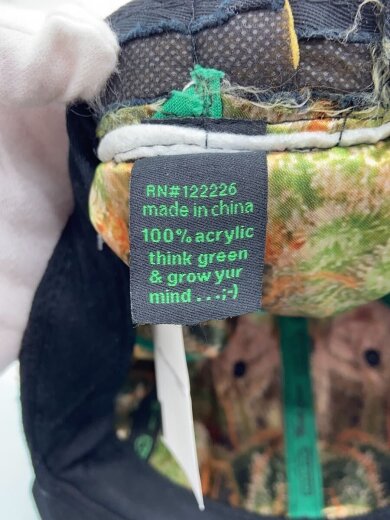 RN#122226
made in china
100% acrylic
think green
& grow yur
mind . . .;-)